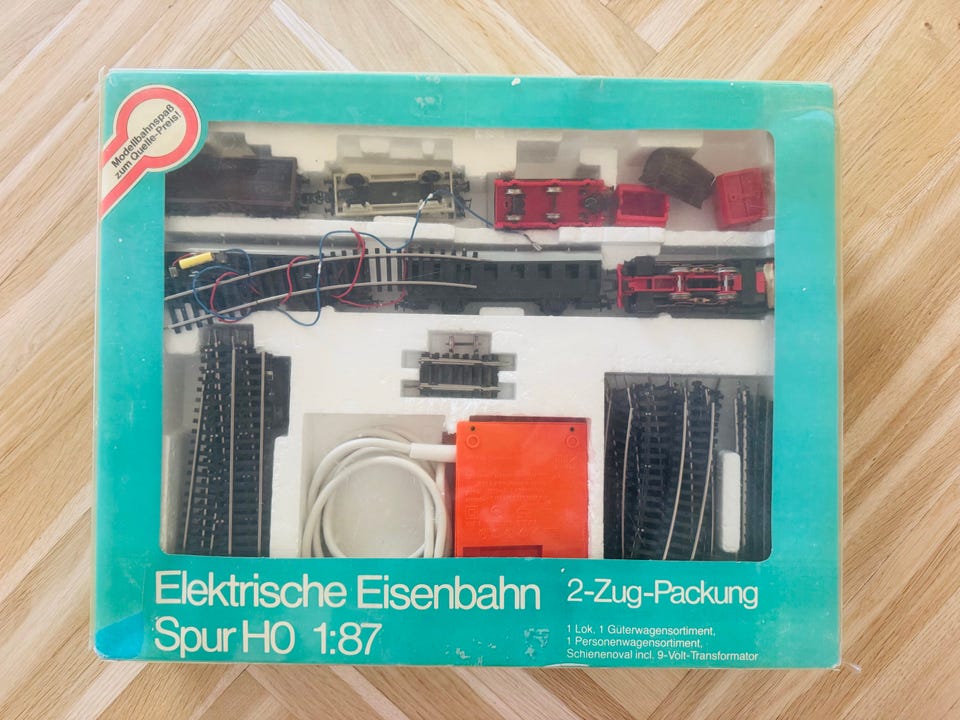 Modellbahnspaß
zum Quelle-Preis!
Elektrische Eisenbahn
Spur H0 1:87
2-Zug-Packung
1 Lok, 1 Güterwagensortiment,
1 Personenwagensortiment,
Schienenoval incl. 9-Volt-Transformator